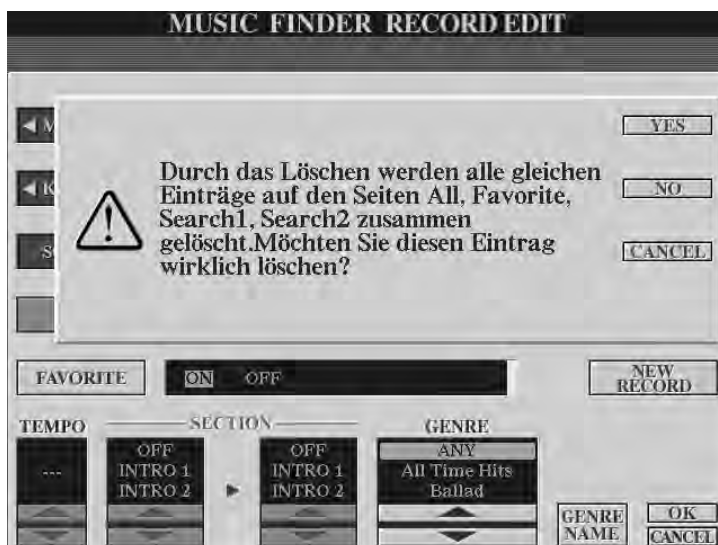 MUSIC FINDER RECORD EDIT
YES
Durch das Löschen werden alle gleichen
Einträge auf den Seiten All, Favorite,
Search1, Search2 zusammen
gelöscht.Möchten Sie diesen Eintrag
wirklich löschen?
NO
CANCEL
FAVORITE
ON OFF
NEW
RECORD
TEMPO
SECTION
GENRE
---
OFF
INTRO 1
INTRO 2
OFF
INTRO 1
INTRO 2
ANY
All Time Hits
Ballad
GENRE
NAME
OK
CANCEL